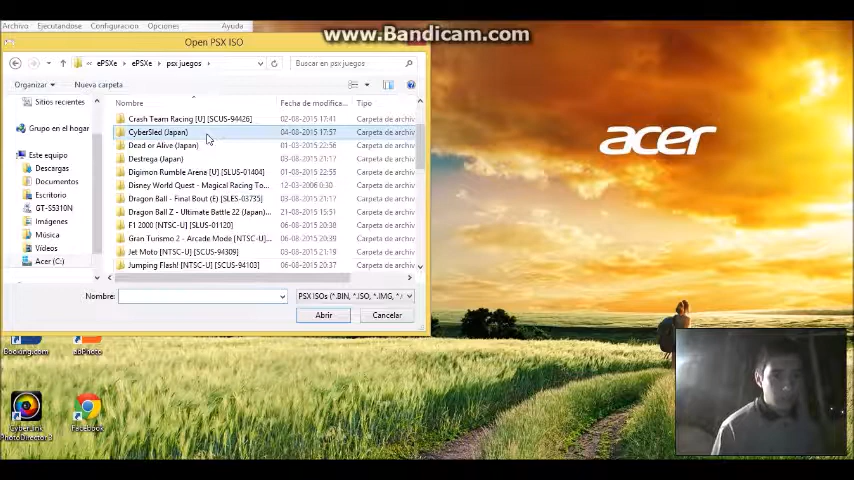 www.Bandicam.com
Archivo Ejecutandose Configuracion Opciones Ayuda
Open PSX ISO
ePSXe ePSXe psx juegos Buscar en psx juegos
Organizar Nueva carpeta
Nombre Fecha de modifica... Tipo
Sitios recientes
Grupo en el hogar
Este equipo
Descargas
Documentos
Escritorio
GT-S5310N
Imágenes
Música
Vídeos
Acer (C:)
Crash Team Racing [U] [SCUS-94426] 02-08-2015 17:41 Carpeta de archiv
CyberSled (Japan) 04-08-2015 17:57 Carpeta de archiv
Dead or Alive (Japan) 01-03-2015 22:56 Carpeta de archiv
Destrega (Japan) 03-08-2015 21:17 Carpeta de archiv
Digimon Rumble Arena [U] [SLUS-01404] 01-08-2015 22:55 Carpeta de archiv
Disney World Quest - Magical Racing To... 12-03-2006 0:30 Carpeta de archiv
Dragon Ball - Final Bout (E) [SLES-03735] 03-08-2015 21:17 Carpeta de archiv
Dragon Ball Z - Ultimate Battle 22 (Japan)... 21-08-2015 15:51 Carpeta de archiv
F1 2000 [NTSC-U] [SLUS-01120] 06-08-2015 20:38 Carpeta de archiv
Gran Turismo 2 - Arcade Mode [NTSC-U]... 06-08-2015 20:39 Carpeta de archiv
Jet Moto [NTSC-U] [SCUS-94309] 03-08-2015 21:19 Carpeta de archiv
Jumping Flash! [NTSC-U] [SCUS-94103] 06-08-2015 20:37 Carpeta de archiv
Nombre: PSX ISOs (*.BIN, *.ISO, *.IMG, *./
Abrir Cancelar
acer
Booking.com abPhoto
CyberLink
PhotoDirector 3
Facebook